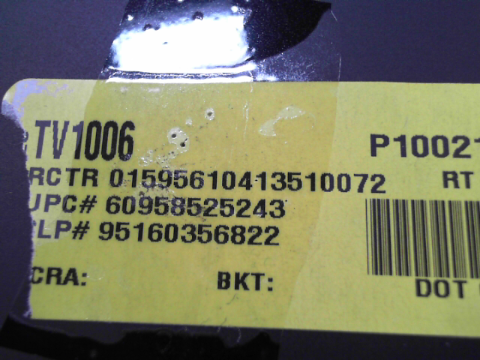 TV1006 P10021
RCTR 01595610413510072 RT
UPC# 60958525243
LP# 95160356822
CRA: BKT: DOT